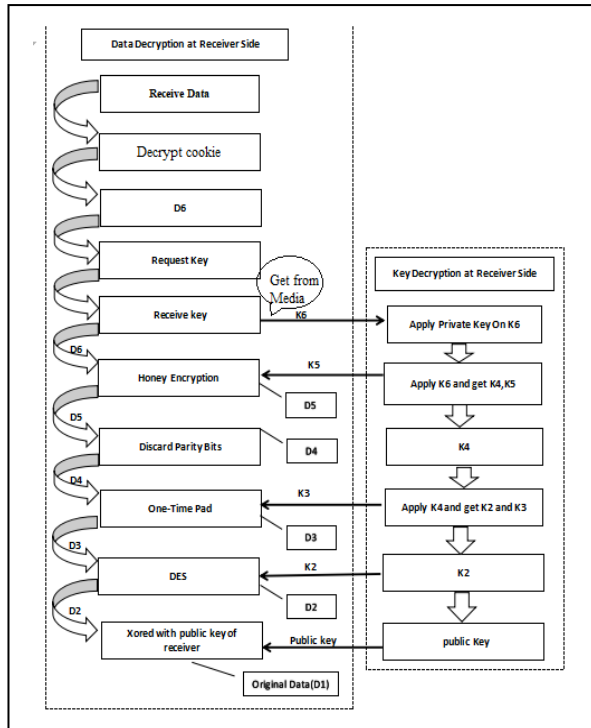 Data Decryption at Receiver Side
Receive Data
Decrypt cookie
D6
Request Key
Get from
Media
Receive key
K6
D6
Honey Encryption
K5
D5
D5
Discard Parity Bits
D4
D4
One-Time Pad
K3
D3
D3
DES
K2
D2
D2
Xored with public key of
receiver
Public key
Original Data(D1)
Key Decryption at Receiver Side
Apply Private Key On K6
Apply K6 and get K4,K5
K4
Apply K4 and get K2 and K3
K2
public Key